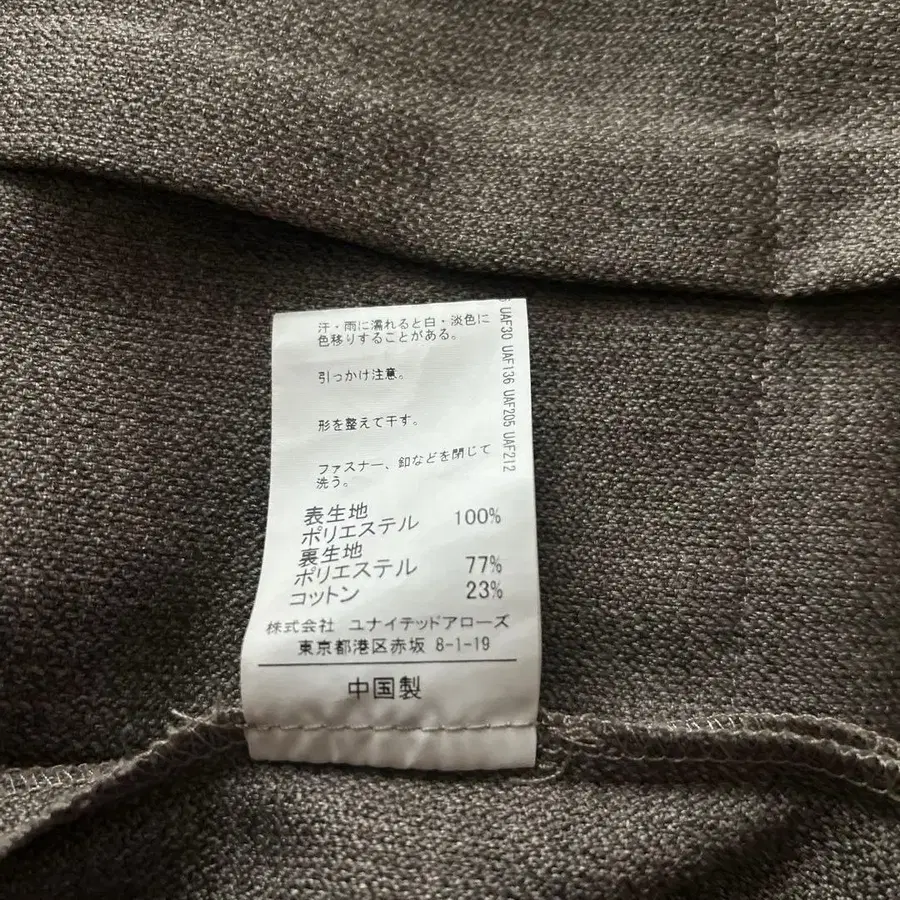 汗・雨に濡れると白・淡色に
色移りすることがある。
引っかけ注意。
形を整えて干す。
ファスナー、釦などを閉じて
洗う。
表生地
ポリエステル 100%
裏生地
ポリエステル 77%
コットン 23%
株式会社 ユナイテッドアローズ
東京都港区赤坂 8-1-19
中国製
UAF30 UAF136 UAF205 UAF212